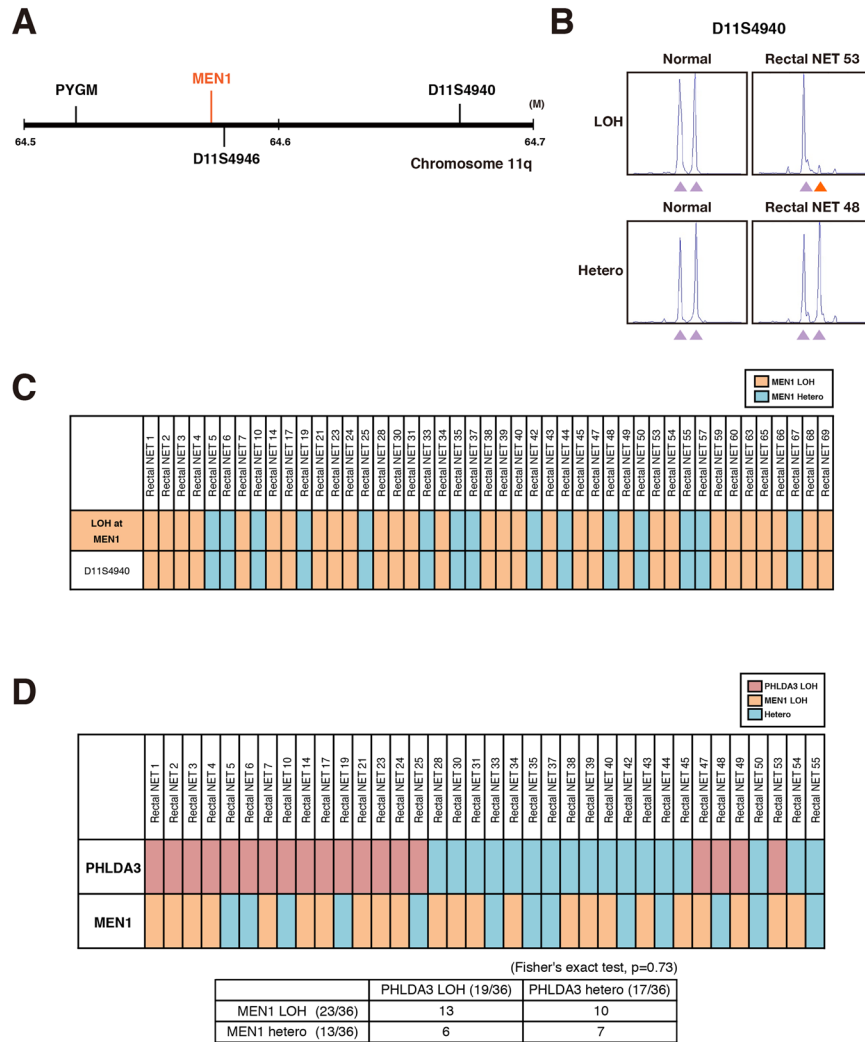 A
PYGM
MEN1
D11S4940
(M)
64.5
D11S4946
64.6
64.7
Chromosome 11q
B
D11S4940
Normal
Rectal NET 53
LOH
Normal
Rectal NET 48
Hetero
C
MEN1 LOH
MEN1 Hetero
Rectal NET 1
Rectal NET 2
Rectal NET 3
Rectal NET 4
Rectal NET 5
Rectal NET 6
Rectal NET 7
Rectal NET 10
Rectal NET 14
Rectal NET 17
Rectal NET 19
Rectal NET 21
Rectal NET 23
Rectal NET 24
Rectal NET 25
Rectal NET 28
Rectal NET 30
Rectal NET 31
Rectal NET 33
Rectal NET 34
Rectal NET 35
Rectal NET 37
Rectal NET 38
Rectal NET 39
Rectal NET 40
Rectal NET 42
Rectal NET 43
Rectal NET 44
Rectal NET 45
Rectal NET 47
Rectal NET 48
Rectal NET 49
Rectal NET 50
Rectal NET 53
Rectal NET 54
Rectal NET 55
Rectal NET 57
Rectal NET 59
Rectal NET 60
Rectal NET 63
Rectal NET 65
Rectal NET 66
Rectal NET 67
Rectal NET 68
Rectal NET 69
LOH at
MEN1
D11S4940
D
PHLDA3 LOH
MEN1 LOH
Hetero
Rectal NET 1
Rectal NET 2
Rectal NET 3
Rectal NET 4
Rectal NET 5
Rectal NET 6
Rectal NET 7
Rectal NET 10
Rectal NET 14
Rectal NET 17
Rectal NET 19
Rectal NET 21
Rectal NET 23
Rectal NET 24
Rectal NET 25
Rectal NET 28
Rectal NET 30
Rectal NET 31
Rectal NET 33
Rectal NET 34
Rectal NET 35
Rectal NET 37
Rectal NET 38
Rectal NET 39
Rectal NET 40
Rectal NET 42
Rectal NET 43
Rectal NET 44
Rectal NET 45
Rectal NET 47
Rectal NET 48
Rectal NET 49
Rectal NET 50
Rectal NET 53
Rectal NET 54
Rectal NET 55
PHLDA3
MEN1
(Fisher's exact test, p=0.73)
PHLDA3 LOH (19/36) PHLDA3 hetero (17/36)
MEN1 LOH (23/36) 13 10
MEN1 hetero (13/36) 6 7